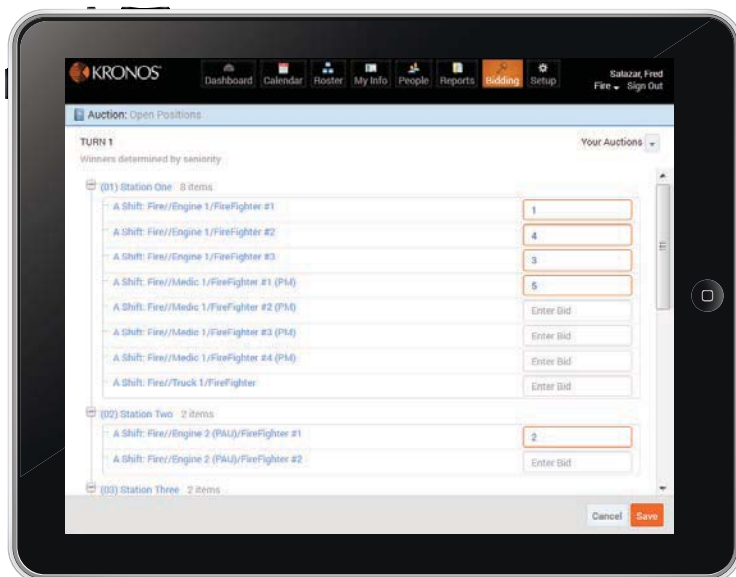 KRONOS
Dashboard Calendar Roster My Info People Reports Bidding Setup
Salazar, Fred
Fire Sign Out
Auction: Open Positions
TURN 1
Your Auctions
Winners determined by seniority
(01) Station One 8 items
A Shift: Fire//Engine 1/FireFighter #1 1
A Shift: Fire//Engine 1/FireFighter #2 4
A Shift: Fire//Engine 1/FireFighter #3 3
A Shift: Fire//Medic 1/FireFighter #1 (PM) 5
A Shift: Fire//Medic 1/FireFighter #2 (PM) Enter Bid
A Shift: Fire//Medic 1/FireFighter #3 (PM) Enter Bid
A Shift: Fire//Medic 1/FireFighter #4 (PM) Enter Bid
A Shift: Fire//Truck 1/FireFighter Enter Bid
(02) Station Two 2 items
A Shift: Fire//Engine 2 (PAU)/FireFighter #1 2
A Shift: Fire//Engine 2 (PAU)/FireFighter #2 Enter Bid
(03) Station Three 2 items
Cancel Save